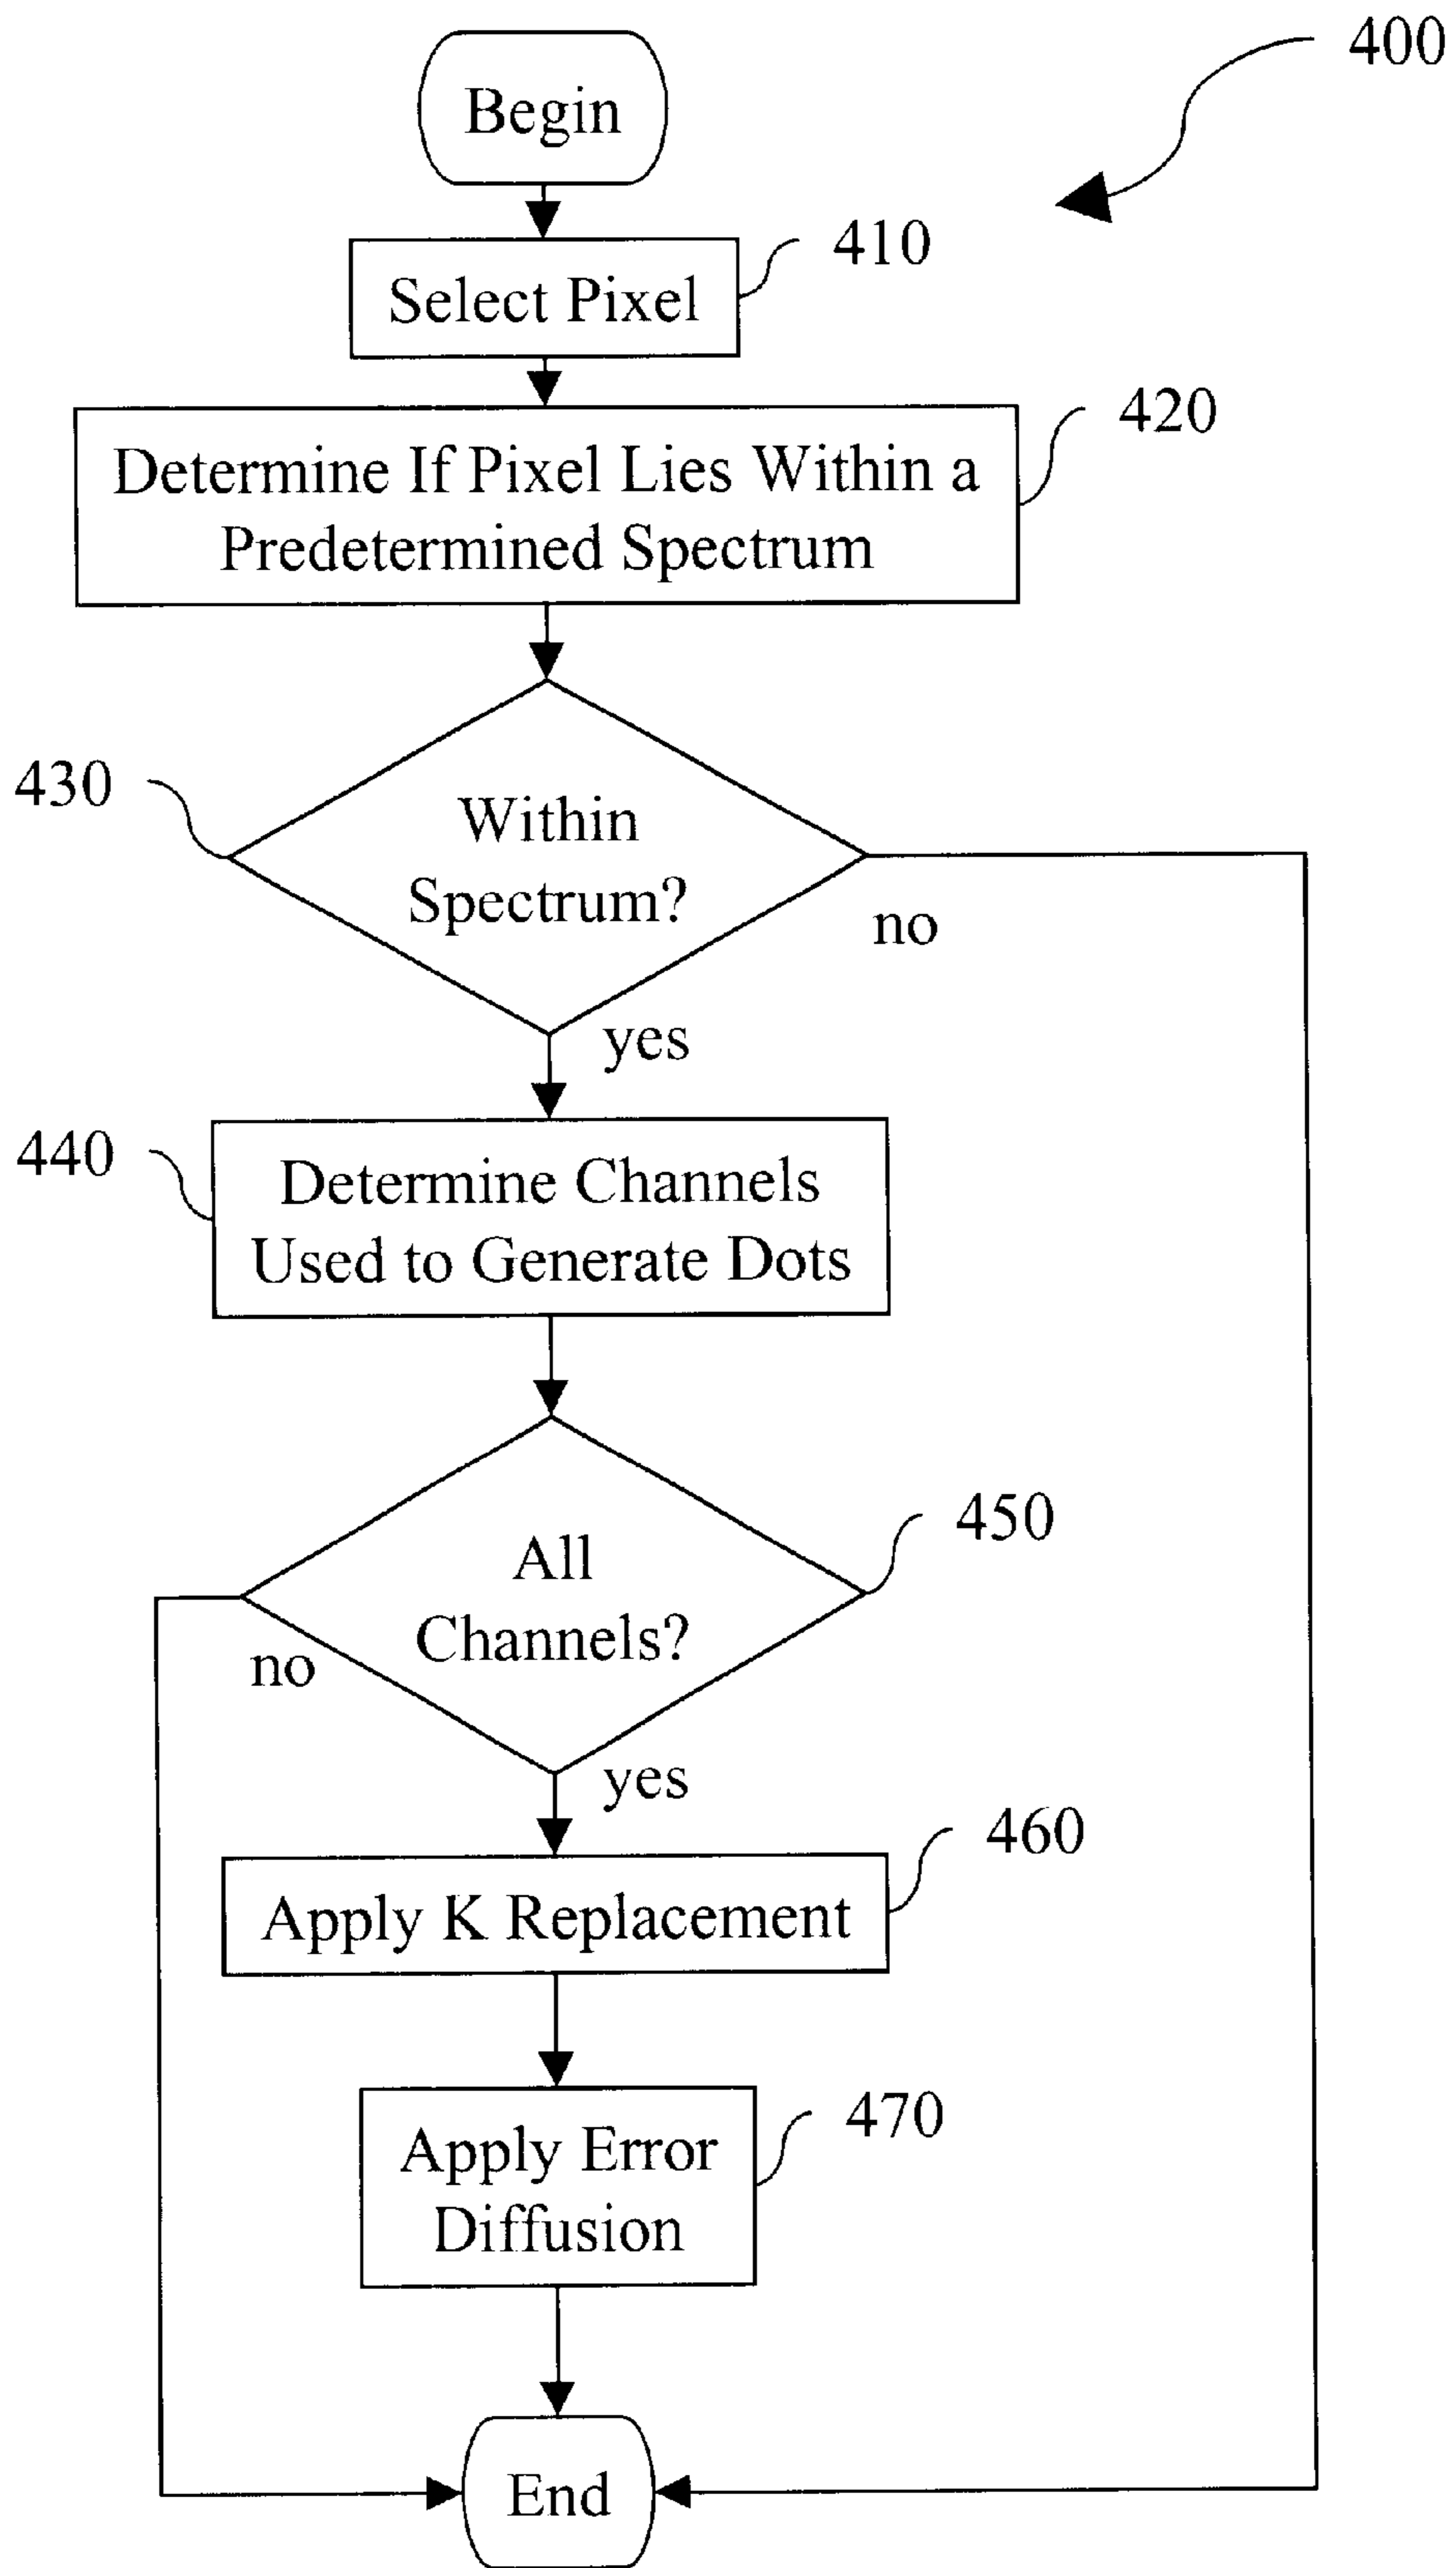 400
Begin
410
Select Pixel
420
Determine If Pixel Lies Within a
Predetermined Spectrum
430
Within
Spectrum?
no
yes
440
Determine Channels
Used to Generate Dots
450
All
Channels?
no
yes
460
Apply K Replacement
470
Apply Error
Diffusion
End